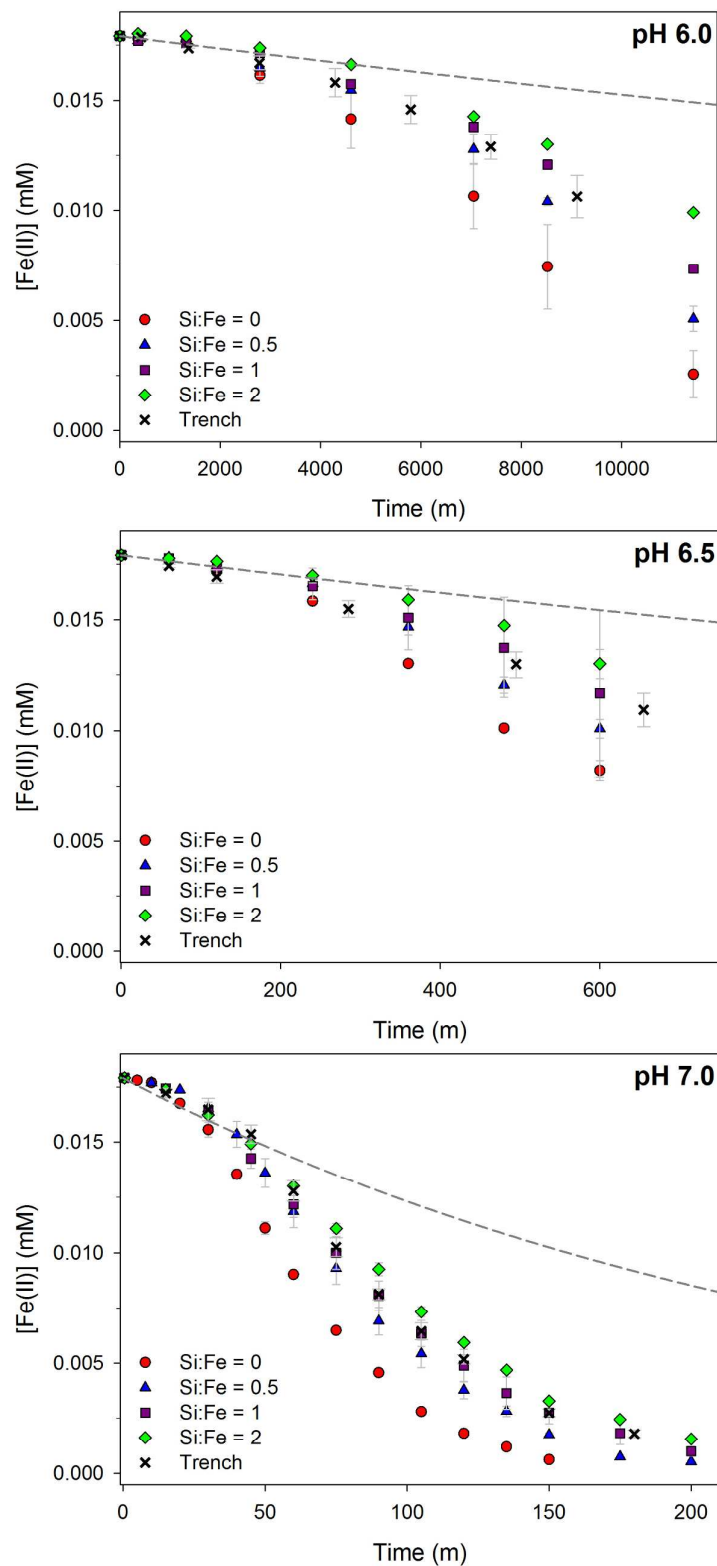 pH 6.0
[Fe(II)] (mM)
0.015
0.010
0.005
0.000
Si:Fe = 0
Si:Fe = 0.5
Si:Fe = 1
Si:Fe = 2
Trench
0 2000 4000 6000 8000 10000
Time (m)
pH 6.5
[Fe(II)] (mM)
0.015
0.010
0.005
0.000
Si:Fe = 0
Si:Fe = 0.5
Si:Fe = 1
Si:Fe = 2
Trench
0 200 400 600
Time (m)
pH 7.0
[Fe(II)] (mM)
0.015
0.010
0.005
0.000
Si:Fe = 0
Si:Fe = 0.5
Si:Fe = 1
Si:Fe = 2
Trench
0 50 100 150 200
Time (m)